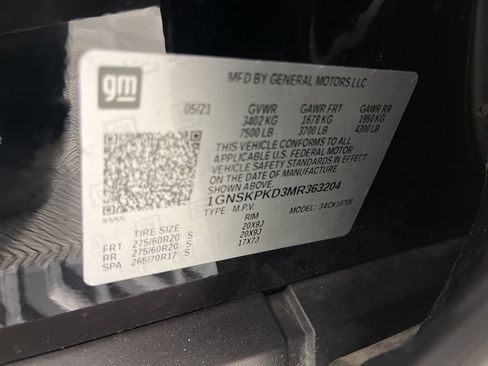 gm
MFD BY GENERAL MOTORS LLC
05/21 GVWR GAWR FRT GAWR RR
3402 KG 1678 KG 1950 KG
7500 LB 3700 LB 4300 LB
THIS VEHICLE CONFORMS TO ALL
APPLICABLE U.S. FEDERAL MOTOR
VEHICLE SAFETY STANDARDS IN EFFECT
ON THE DATE OF MANUFACTURE
SHOWN ABOVE.
1GNSKPKD3MR363204
TYPE: M.P.V. MODEL:
TIRE SIZE RIM
FRT 275/60R20 S 20X9J
RR 275/60R20 S 20X9J
SPA 265/70R17 S 17X7J